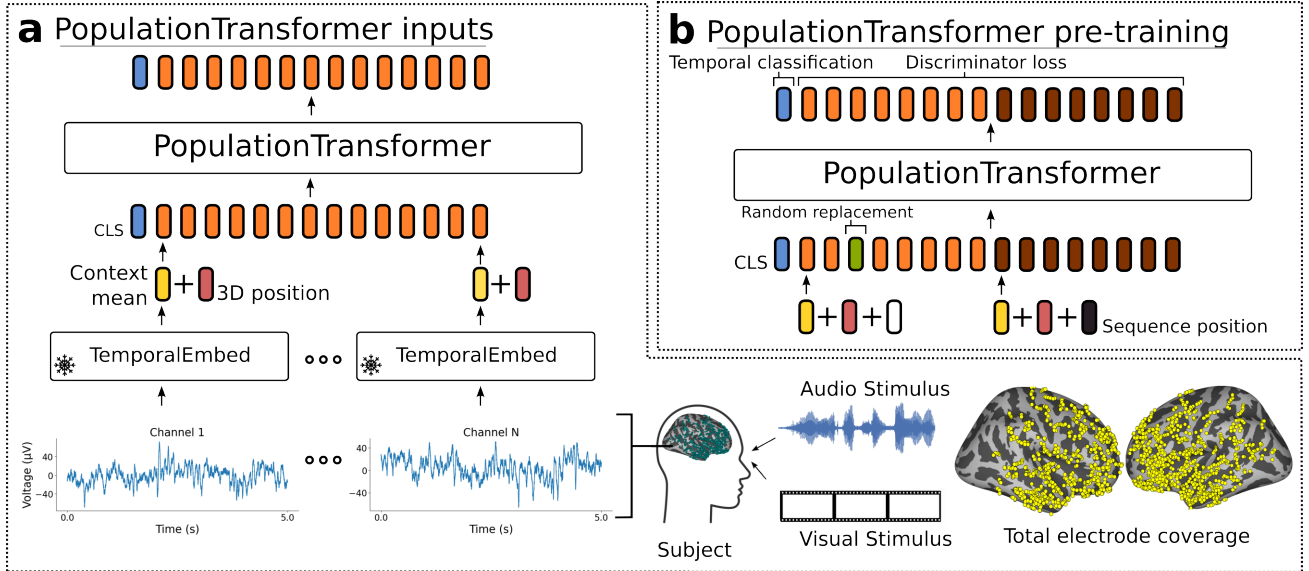 a PopulationTransformer inputs
PopulationTransformer
CLS
Context
mean
+
3D position
+
TemporalEmbed
TemporalEmbed
Channel 1
Voltage (μV)
40
0
−40
0.0
5.0
Time (s)
Channel N
40
0
−40
0.0
5.0
Time (s)
b PopulationTransformer pre-training
Temporal classification
Discriminator loss
PopulationTransformer
Random replacement
CLS
+ +
+ +
Sequence position
Subject
Audio Stimulus
Visual Stimulus
Total electrode coverage